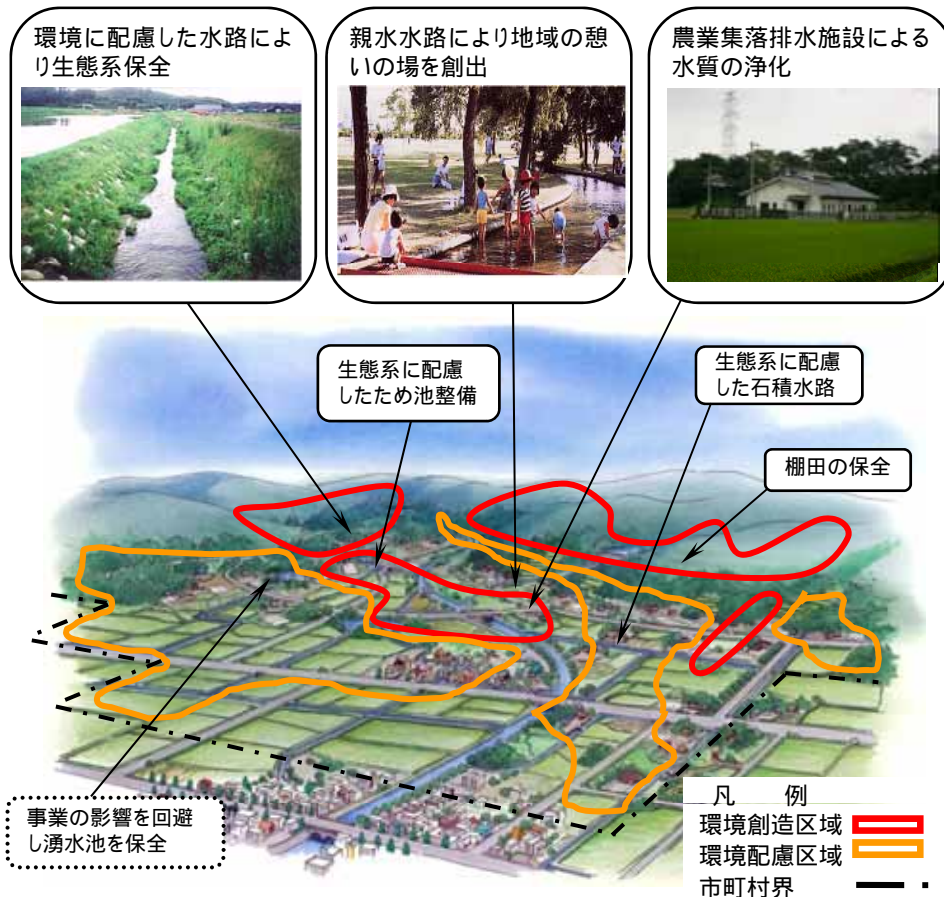 環境に配慮した水路によ
り生態系保全
親水水路により地域の憩
いの場を創出
農業集落排水施設による
水質の浄化
生態系に配慮
したため池整備
生態系に配慮
した石積水路
棚田の保全
事業の影響を回避
し湧水池を保全
凡 例
環境創造区域
環境配慮区域
市町村界